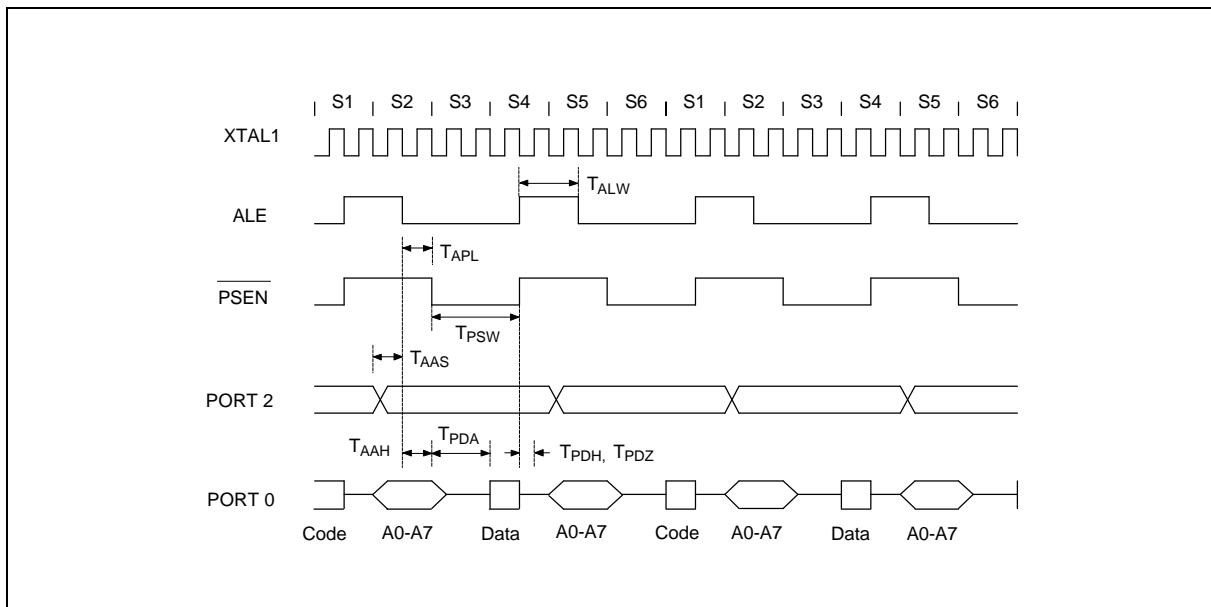 S1 S2 S3 S4 S5 S6 S1 S2 S3 S4 S5 S6
XTAL1
TALW
ALE
TAPL
PSEN
TPSW
TAAS
PORT 2
TAAH TPDA TPDH, TPDZ
PORT 0
Code A0-A7 Data A0-A7 Code A0-A7 Data A0-A7